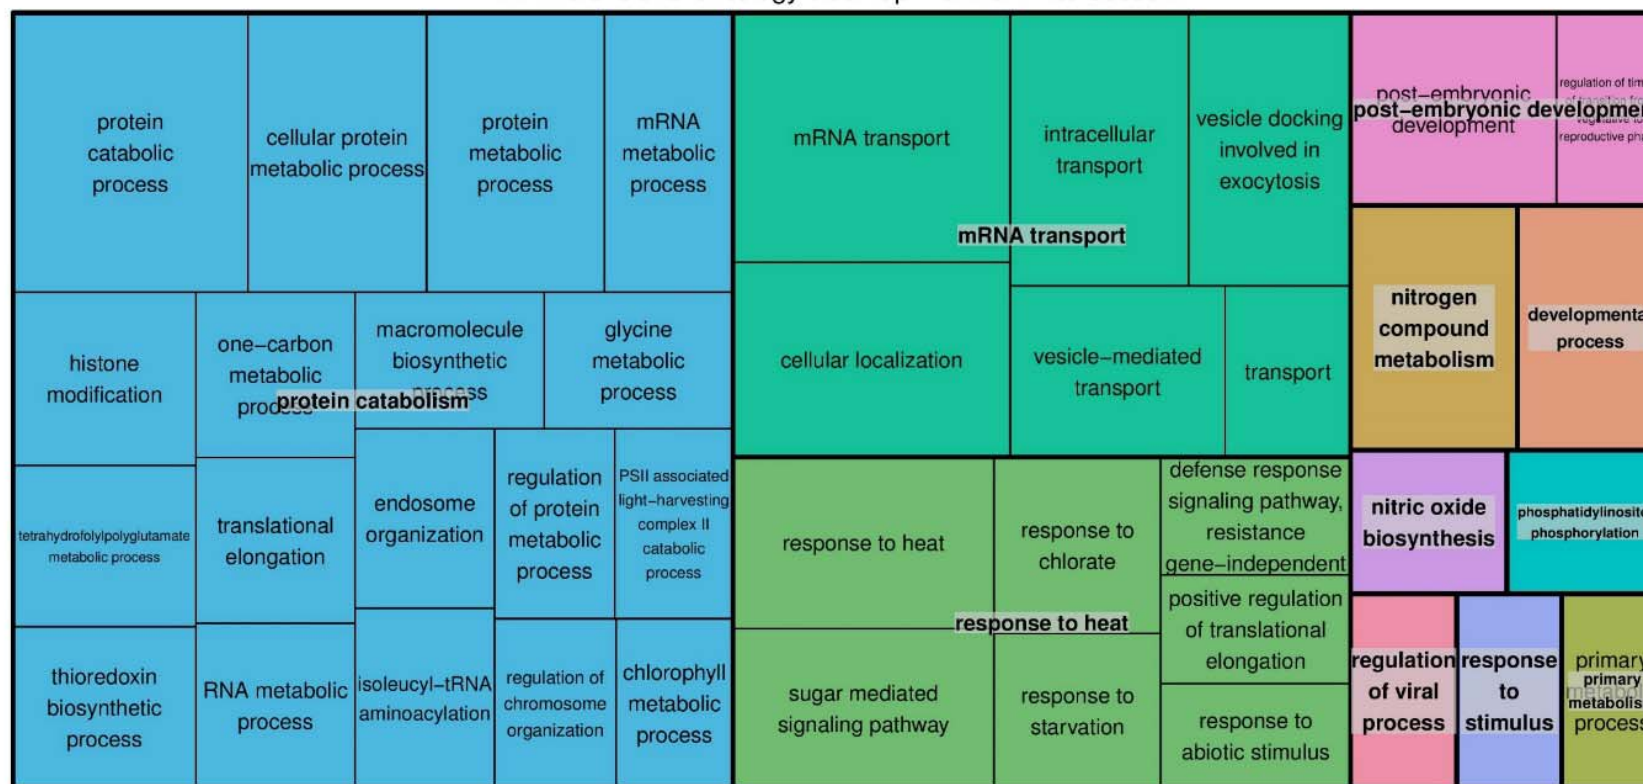 protein
catabolic
process
cellular protein
metabolic process
protein
metabolic
process
mRNA
metabolic
process
histone
modification
one−carbon
metabolic
process
macromolecule
biosynthetic
process
glycine
metabolic
process
protein catabolism
tetrahydrofolylpolyglutamate
metabolic process
translational
elongation
endosome
organization
regulation
of protein
metabolic
process
PSII associated
light−harvesting
complex II
catabolic
process
thioredoxin
biosynthetic
process
RNA metabolic
process
isoleucyl−tRNA
aminoacylation
regulation of
chromosome
organization
chlorophyll
metabolic
process
mRNA transport
intracellular
transport
vesicle docking
involved in
exocytosis
mRNA transport
cellular localization
vesicle−mediated
transport
transport
response to heat
response to
chlorate
defense response
signaling pathway,
resistance
gene−independent
positive regulation
of translational
elongation
response to heat
sugar mediated
signaling pathway
response to
starvation
response to
abiotic stimulus
post−embryonic
development
regulation of
reproductive
post−embryonic
nitrogen
compound
metabolism
process
nitric oxide
biosynthesis
phosphorylation
regulation
of viral
process
response
to
stimulus
primary
process
primary